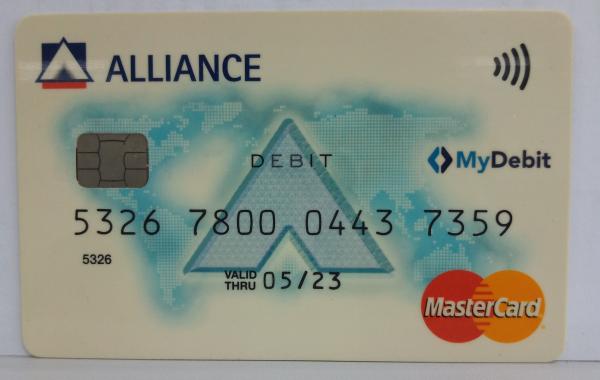 ALLIANCE
DEBIT
MyDebit
5326 7800 0443 7359
5326
VALID THRU 05/23
MasterCard